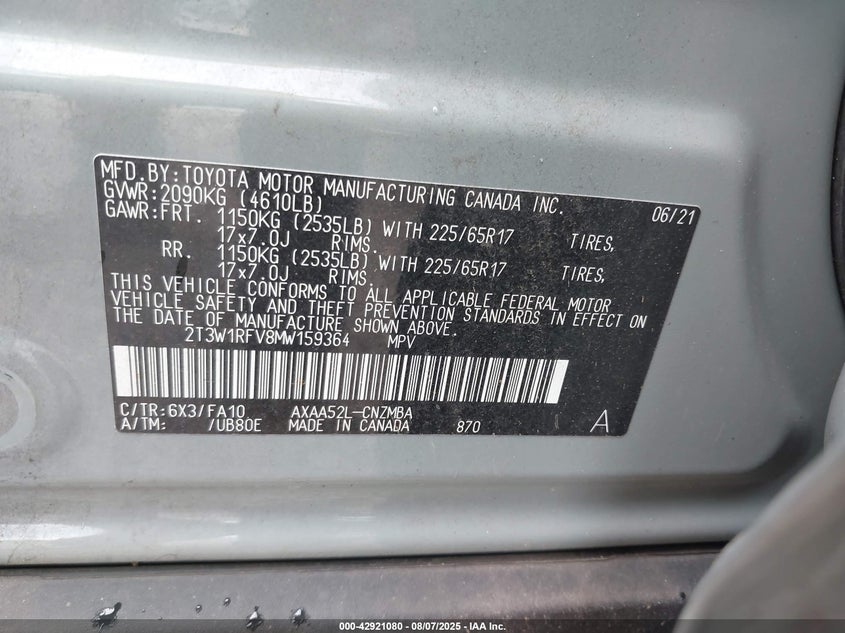 MFD.BY:TOYOTA MOTOR MANUFACTURING CANADA INC. 06/21
GVWR:2090KG (4610LB)
GAWR:FRT. 1150KG (2535LB) WITH 225/65R17 TIRES,
17x7.0J RIMS.
RR. 1150KG (2535LB) WITH 225/65R17 TIRES,
17x7.0J RIMS.
THIS VEHICLE CONFORMS TO ALL APPLICABLE FEDERAL MOTOR
VEHICLE SAFETY AND THEFT PREVENTION STANDARDS IN EFFECT ON
THE DATE OF MANUFACTURE SHOWN ABOVE.
2T3W1RFV8MW159364 MPV
C/TR:6X3/FA10 AXAA52L-CNZMBA
A/TM: /UB80E MADE IN CANADA 870 A
000-42921080 - 08/07/2025 - IAA Inc.